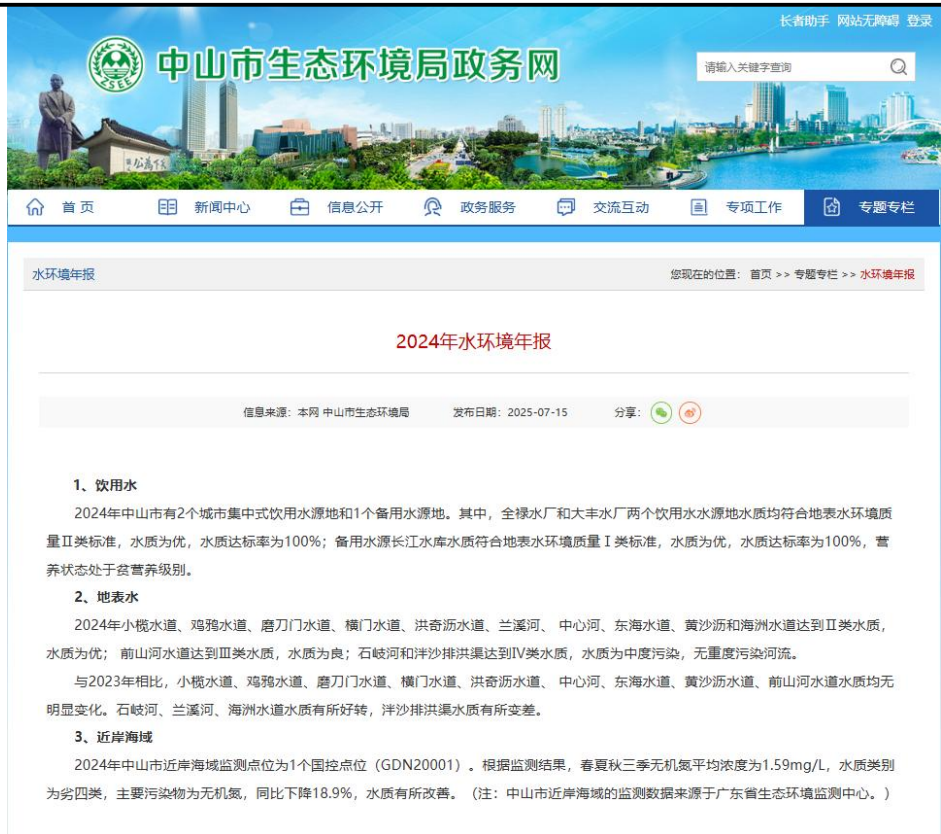 长者助手 网站无障碍 登录
中山市生态环境局政务网
ZSEE
请输入关键字查询
天下为公
首页 新闻中心 信息公开 政务服务 交流互动 专项工作 专题专栏
水环境年报 您现在的位置： 首页 >> 专题专栏 >> 水环境年报
2024年水环境年报
信息来源：本网 中山市生态环境局 发布日期：2025-07-15 分享：
1、饮用水
2024年中山市有2个城市集中式饮用水源地和1个备用水源地。其中，全禄水厂和大丰水厂两个饮用水水源地水质均符合地表水环境质
量Ⅱ类标准，水质为优，水质达标率为100%；备用水源长江水库水质符合地表水环境质量Ⅰ类标准，水质为优，水质达标率为100%，营
养状态处于贫营养级别。
2、地表水
2024年小榄水道、鸡鸦水道、磨刀门水道、横门水道、洪奇沥水道、兰溪河、 中心河、东海水道、黄沙沥和海洲水道达到Ⅱ类水质，
水质为优； 前山河水道达到Ⅲ类水质，水质为良；石岐河和泮沙排洪渠达到Ⅳ类水质，水质为中度污染，无重度污染河流。
与2023年相比，小榄水道、鸡鸦水道、磨刀门水道、横门水道、洪奇沥水道、 中心河、东海水道、黄沙沥水道、前山河水道水质均无
明显变化。石岐河、兰溪河、海洲水道水质有所好转，泮沙排洪渠水质有所变差。
3、近岸海域
2024年中山市近岸海域监测点位为1个国控点位（GDN20001）。根据监测结果，春夏秋三季无机氮平均浓度为1.59mg/L，水质类别
为劣四类，主要污染物为无机氮，同比下降18.9%，水质有所改善。（注：中山市近岸海域的监测数据来源于广东省生态环境监测中心。）